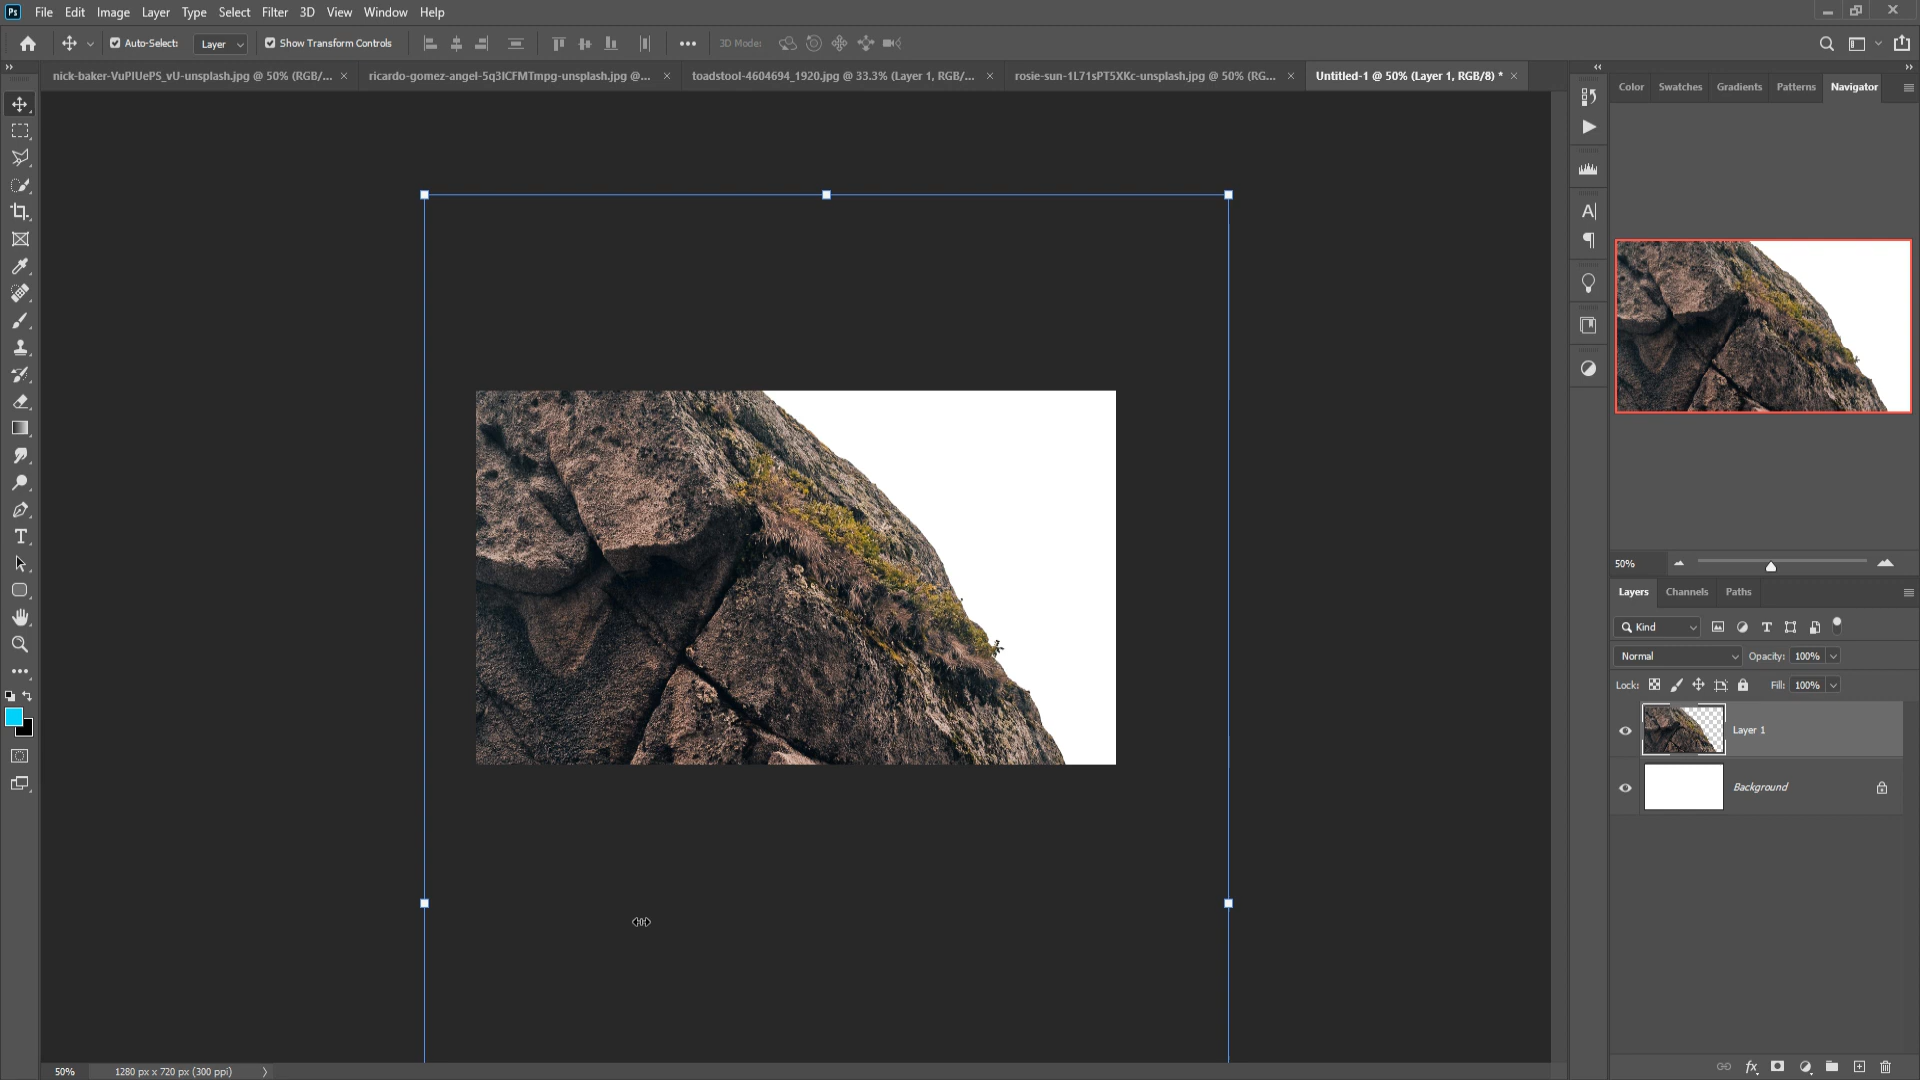 Ps File Edit Image Layer Type Select Filter 3D View Window Help
Auto-Select: Layer Show Transform Controls 3D Mode:
nick-baker-VuPIUePS_vU-unsplash.jpg @ 50% (RGB/... ricardo-gomez-angel-5q3ICFMTmpg-unsplash.jpg @... toadstool-4604694_1920.jpg @ 33.3% (Layer 1, RGB/... rosie-sun-1L71sPT5XKc-unsplash.jpg @ 50% (RG... Untitled-1 @ 50% (Layer 1, RGB/8) *
Color Swatches Gradients Patterns Navigator
50%
Layers Channels Paths
Kind
Normal Opacity: 100%
Lock: Fill: 100%
Layer 1
Background
50% 1280 px x 720 px (300 ppi)